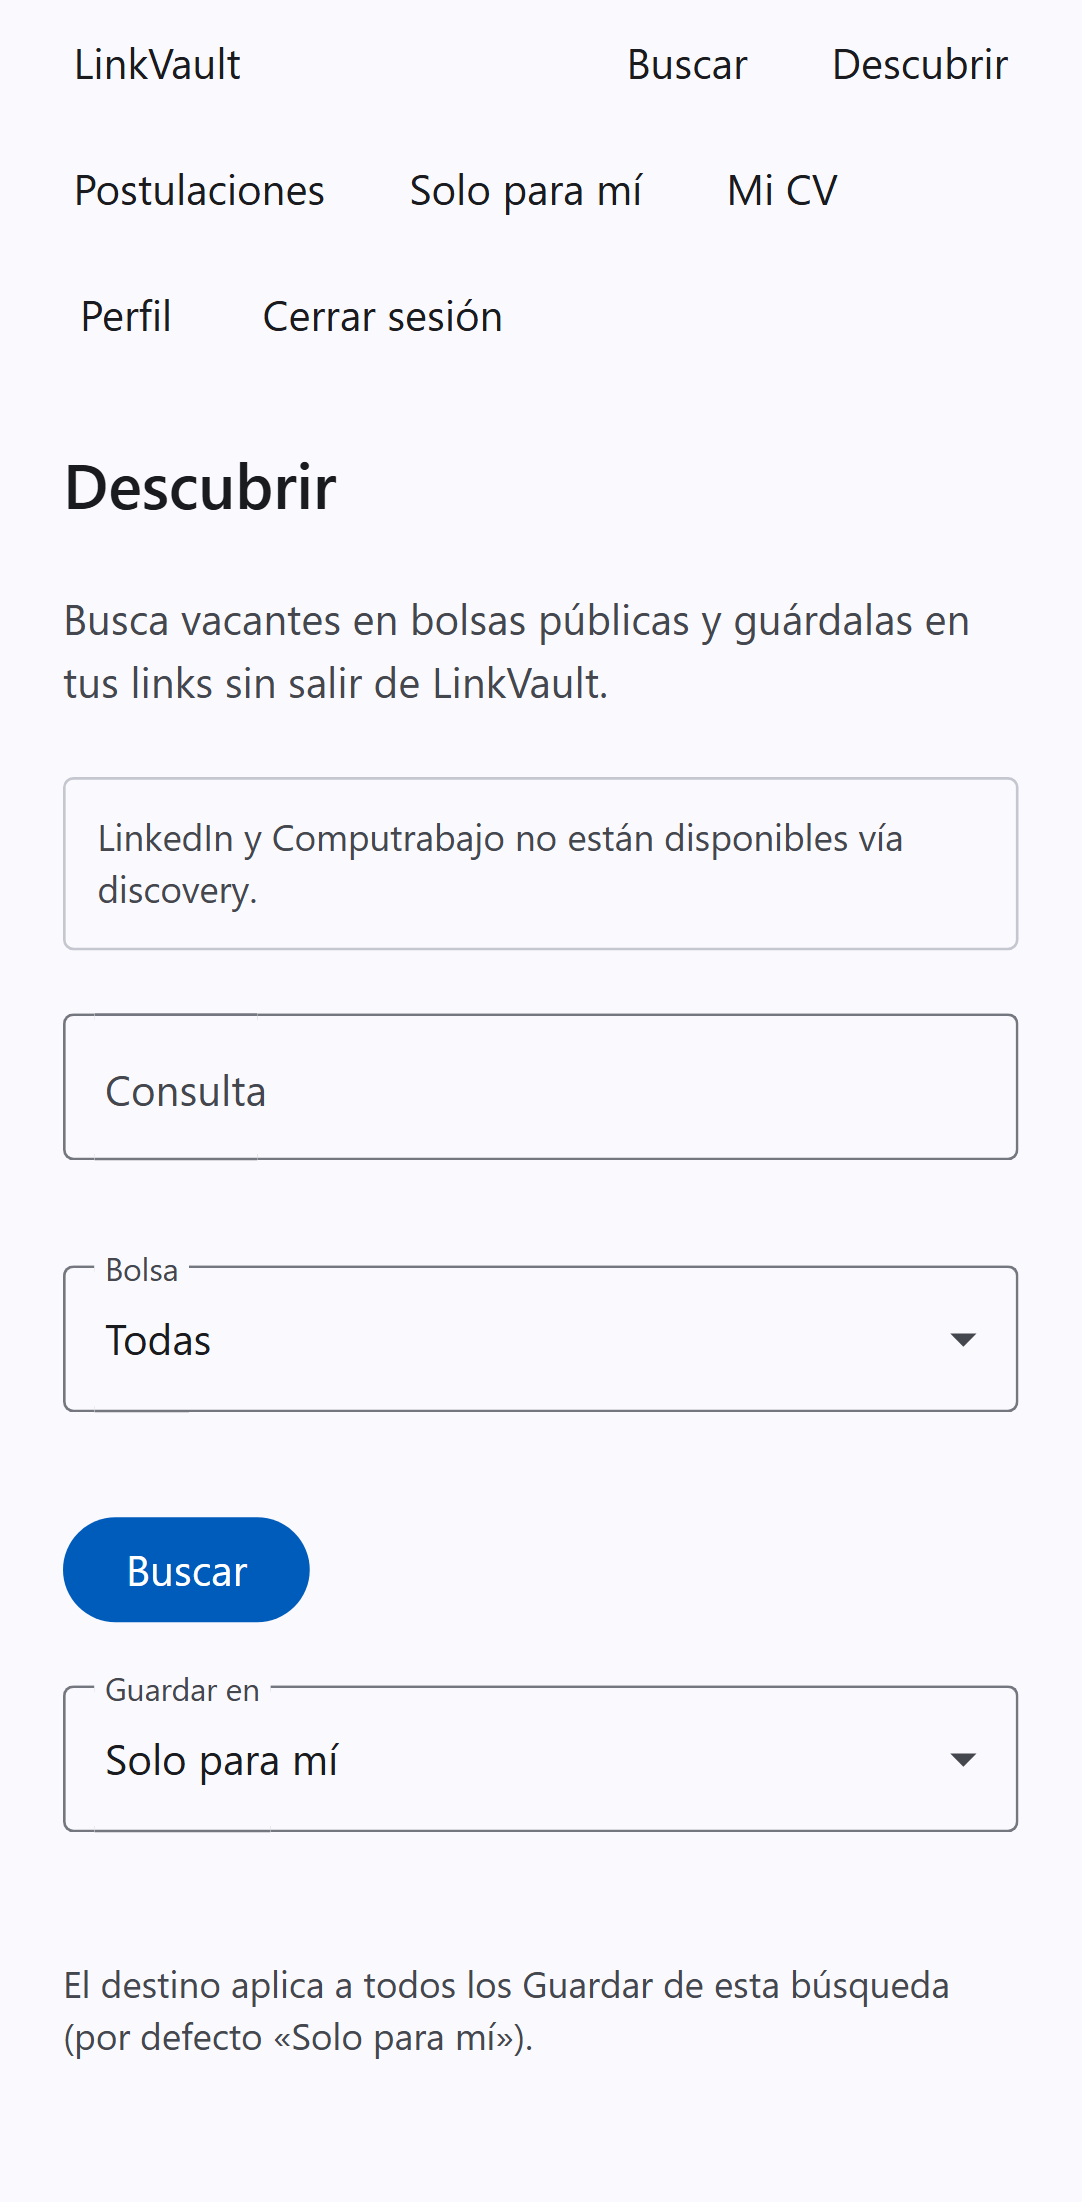 LinkVault Buscar Descubrir
Postulaciones Solo para mí Mi CV
Perfil Cerrar sesión
Descubrir
Busca vacantes en bolsas públicas y guárdalas en
tus links sin salir de LinkVault.
LinkedIn y Computrabajo no están disponibles vía
discovery.
Consulta
Bolsa
Todas
Buscar
Guardar en
Solo para mí
El destino aplica a todos los Guardar de esta búsqueda
(por defecto «Solo para mí»).